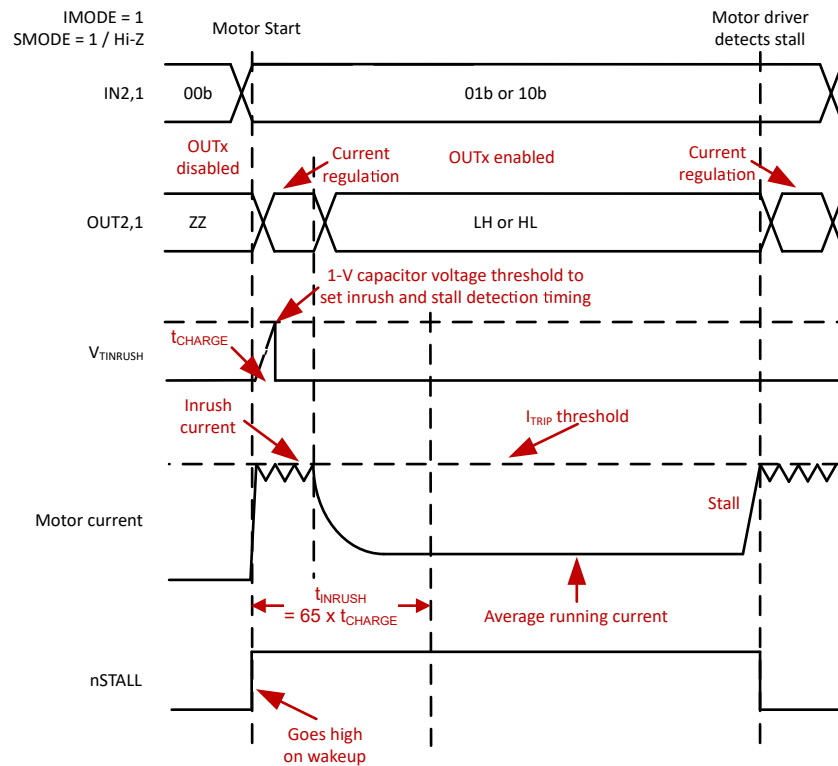 IMODE = 1
SMODE = 1 / Hi-Z
Motor Start
Motor driver
detects stall
IN2,1
00b
01b or 10b
OUTx
disabled
Current
regulation
OUTx enabled
Current
regulation
OUT2,1
ZZ
LH or HL
1-V capacitor voltage threshold to
set inrush and stall detection timing
tCHARGE
VTINRUSH
Inrush
current
ITRIP threshold
Motor current
Stall
tINRUSH
= 65 x tCHARGE
Average running current
nSTALL
Goes high
on wakeup